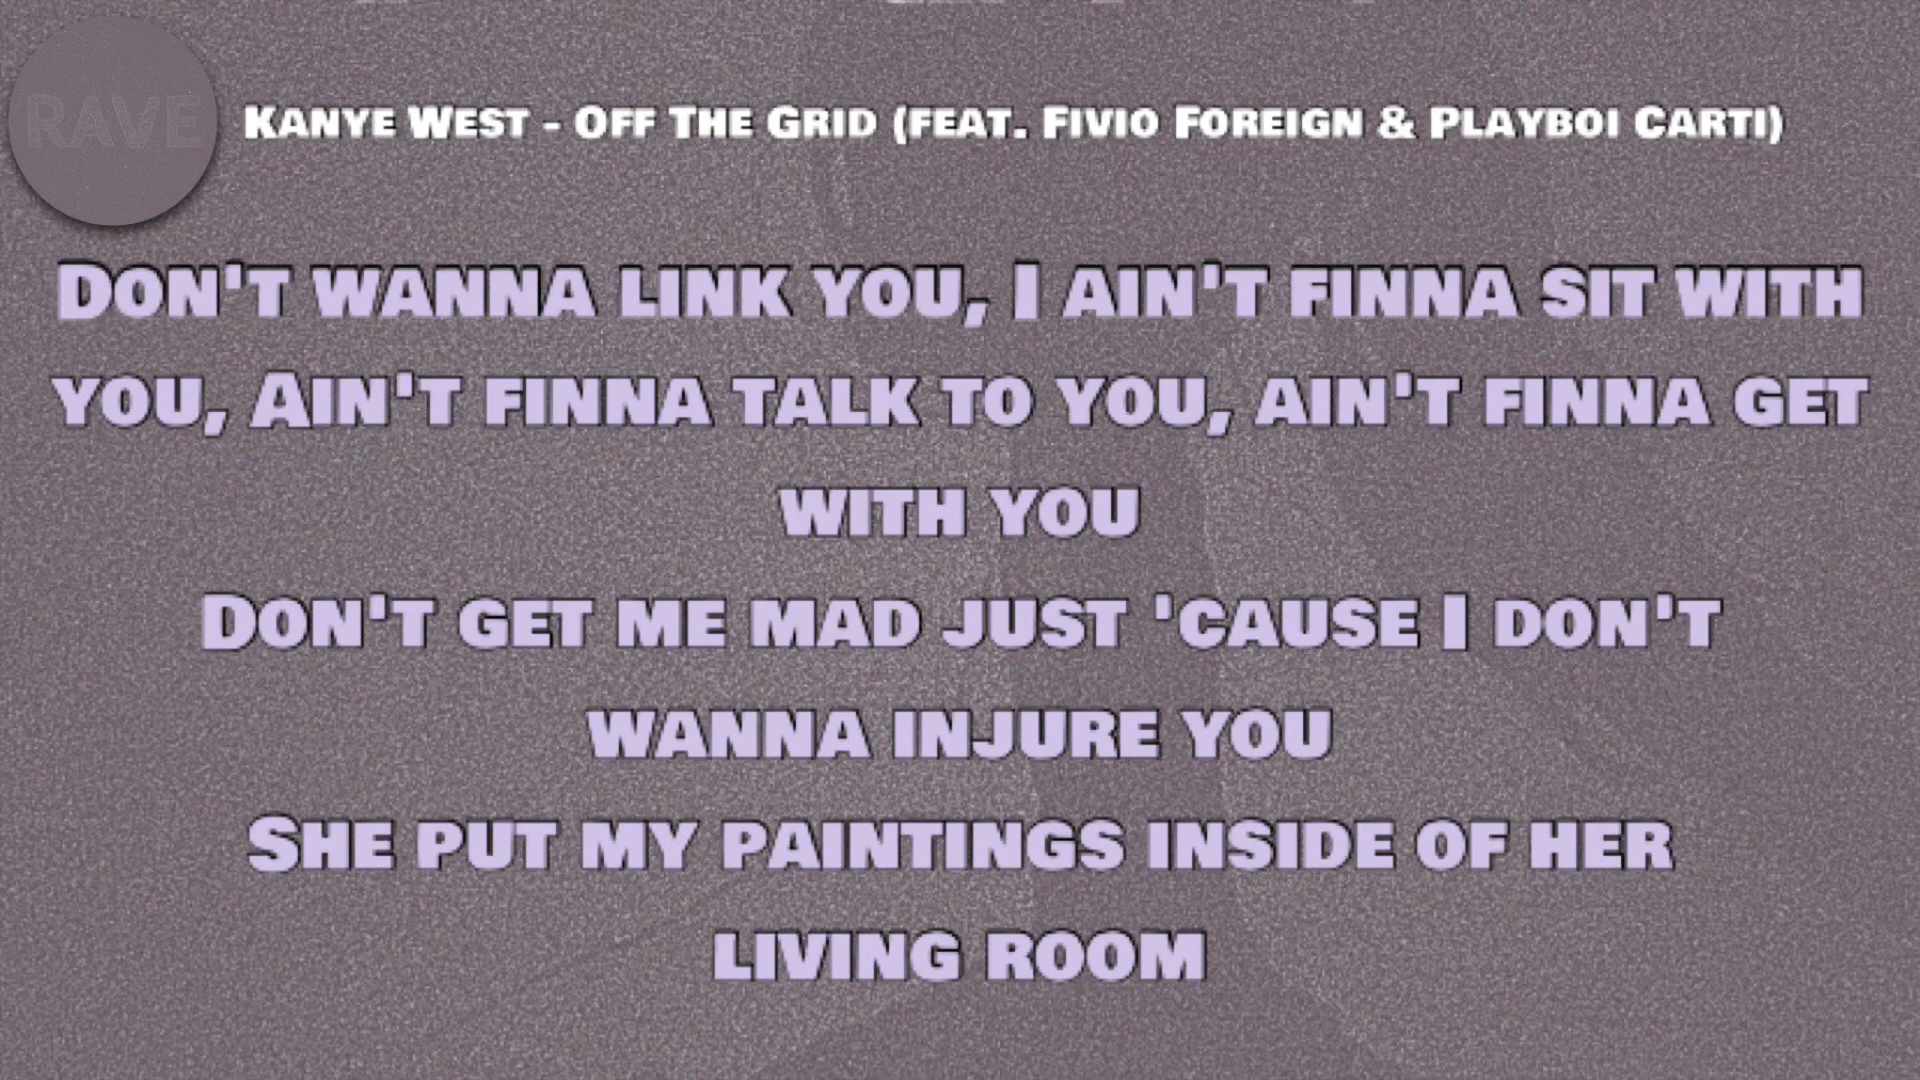 RAVE
Kanye West - Off The Grid (feat. Fivio Foreign & Playboi Carti)
Don't wanna link you, I ain't finna sit with
you, Ain't finna talk to you, ain't finna get
with you
Don't get me mad just 'cause I don't
wanna injure you
She put my paintings inside of her
living room